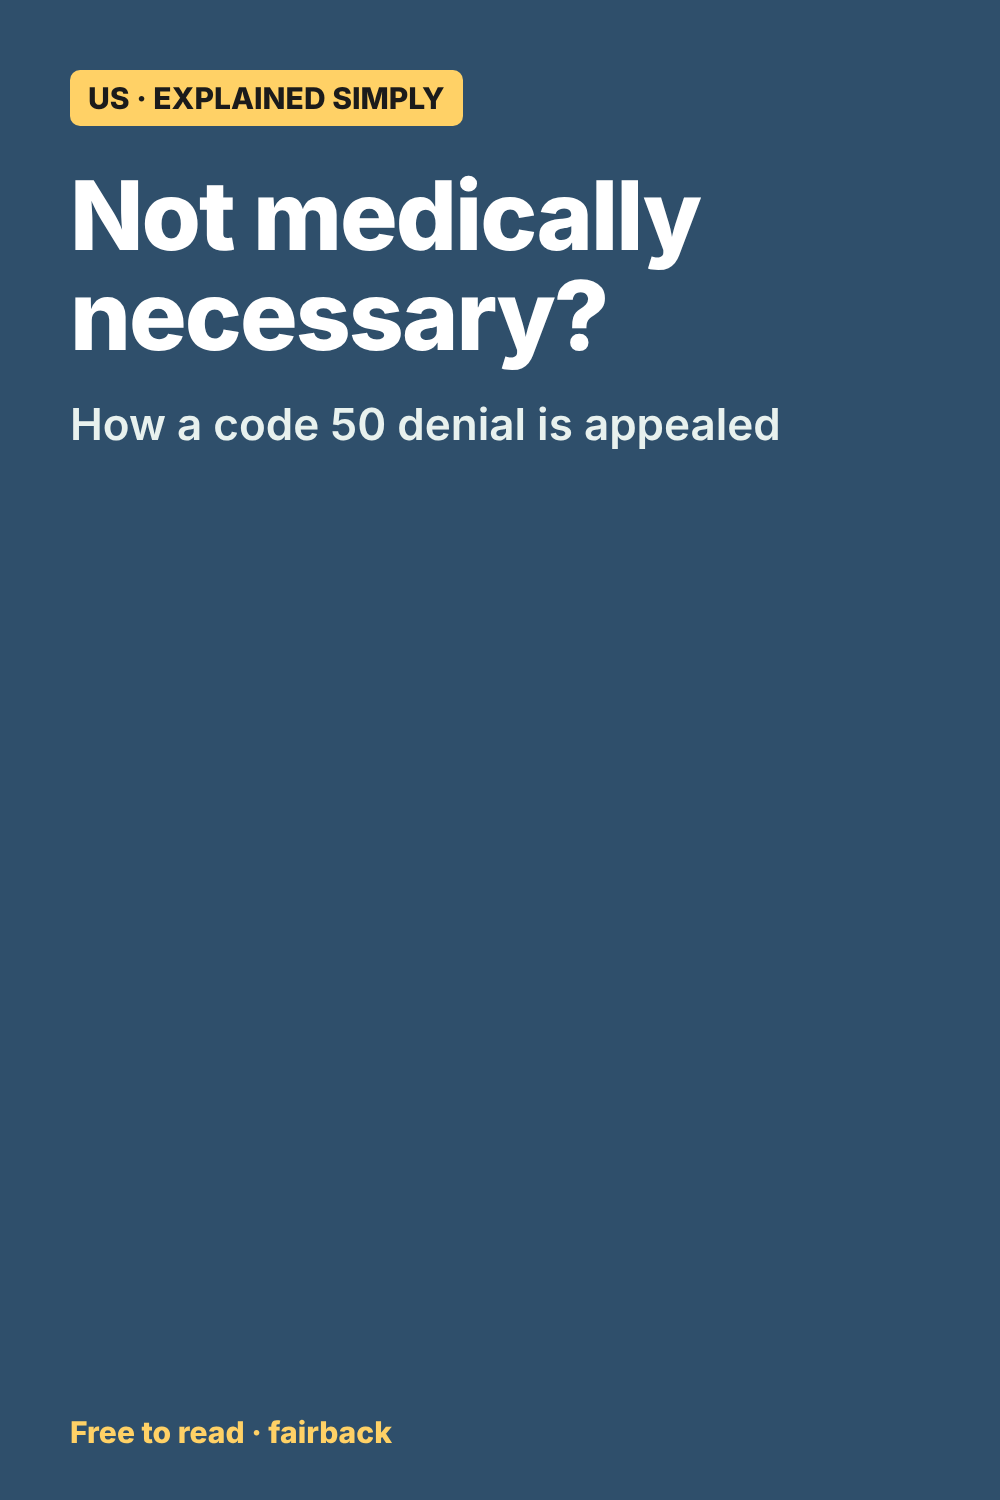 US · EXPLAINED SIMPLY
Not medically
necessary?
How a code 50 denial is appealed
Free to read · fairback